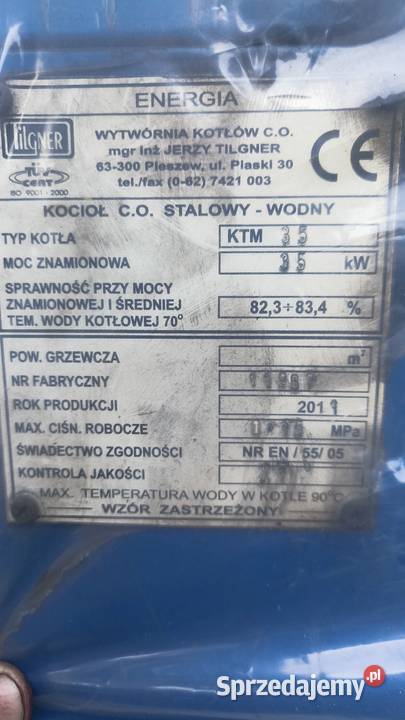 ENERGIA
TILGNER
TÜV
CERT
ISO 9001 - 2000
WYTWÓRNIA KOTŁÓW C.O.
mgr inż JERZY TILGNER
63-300 Pleszew, ul. Piaski 30
tel./fax (0-62) 7421 003
CE
KOCIOŁ C.O. STALOWY - WODNY
TYP KOTŁA KTM 35
MOC ZNAMIONOWA 35 kW
SPRAWNOŚĆ PRZY MOCY
ZNAMIONOWEJ I ŚREDNIEJ 82,3÷83,4 %
TEM. WODY KOTŁOWEJ 70°
POW. GRZEWCZA m²
NR FABRYCZNY
ROK PRODUKCJI 2011
MAX. CIŚN. ROBOCZE MPa
ŚWIADECTWO ZGODNOŚCI NR EN / 55/ 05
KONTROLA JAKOŚCI
MAX. TEMPERATURA WODY W KOTLE 90°C
WZÓR ZASTRZEŻONY
Sprzedajemy.pl